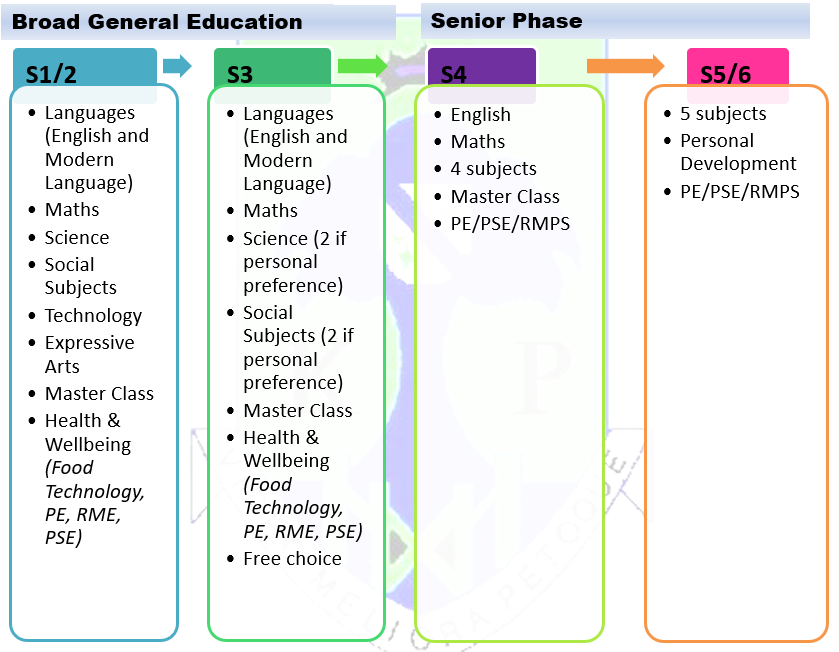 Broad General Education
Senior Phase
S1/2
• Languages
(English and
Modern
Language)
• Maths
• Science
• Social
Subjects
• Technology
• Expressive
Arts
• Master Class
• Health &
Wellbeing
(Food
Technology,
PE, RME,
PSE)
S3
• Languages
(English and
Modern
Language)
• Maths
• Science (2 if
personal
preference)
• Social
Subjects (2 if
personal
preference)
• Master Class
• Health &
Wellbeing
(Food
Technology,
PE, RME, PSE)
• Free choice
S4
• English
• Maths
• 4 subjects
• Master Class
• PE/PSE/RMPS
S5/6
• 5 subjects
• Personal
Development
• PE/PSE/RMPS
P
MELIORA PETOQUE